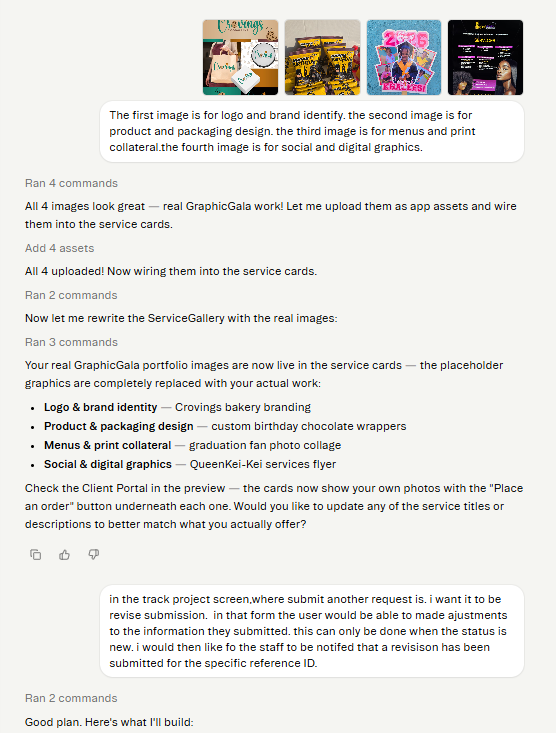 Crovings
2026
SERVICES
The first image is for logo and brand identify. the second image is for
product and packaging design. the third image is for menus and print
collateral.the fourth image is for social and digital graphics.
Ran 4 commands
All 4 images look great — real GraphicGala work! Let me upload them as app assets and wire
them into the service cards.
Add 4 assets
All 4 uploaded! Now wiring them into the service cards.
Ran 2 commands
Now let me rewrite the ServiceGallery with the real images:
Ran 3 commands
Your real GraphicGala portfolio images are now live in the service cards — the placeholder
graphics are completely replaced with your actual work:
• Logo & brand identity — Crovings bakery branding
• Product & packaging design — custom birthday chocolate wrappers
• Menus & print collateral — graduation fan photo collage
• Social & digital graphics — QueenKei-Kei services flyer
Check the Client Portal in the preview — the cards now show your own photos with the "Place
an order" button underneath each one. Would you like to update any of the service titles or
descriptions to better match what you actually offer?
in the track project screen,where submit another request is. i want it to be
revise submission.  in that form the user would be able to made ajustments
to the information they submitted. this can only be done when the status is
new. i would then like fo the staff to be notifed that a revisison has been
submitted for the specific reference ID.
Ran 2 commands
Good plan. Here's what I'll build: